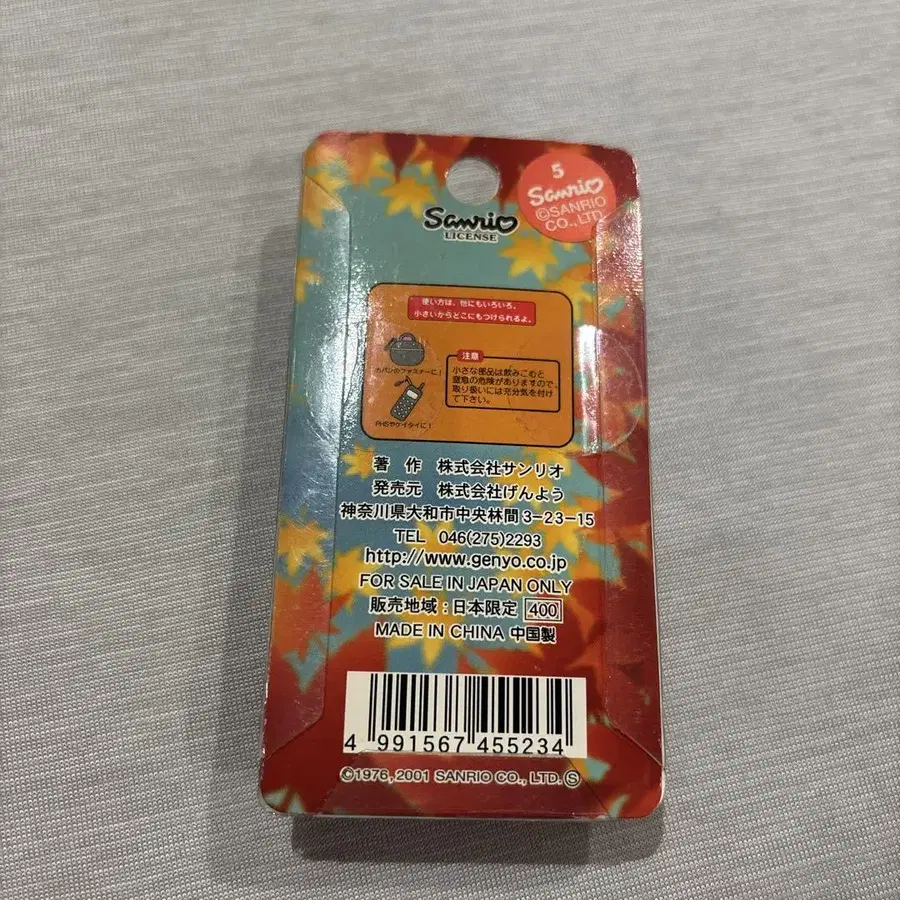 5
Sanrio
©SANRIO
CO., LTD.
Sanrio
LICENSE
使い方は、他にもいろいろ。
小さいからどこにもつけられるよ。
カバンのファスナーに!
PHSやケイタイに!
注意
小さな部品は飲みこむと
窒息の危険がありますので、
取り扱いには充分気を付け
て下さい。
著 作 株式会社サンリオ
発売元 株式会社げんよう
神奈川県大和市中央林間3-23-15
TEL 046(275)2293
http://www.genyo.co.jp
FOR SALE IN JAPAN ONLY
販売地域:日本限定 400
MADE IN CHINA 中国製
4 991567 455234
©1976, 2001 SANRIO CO., LTD. Ⓢ